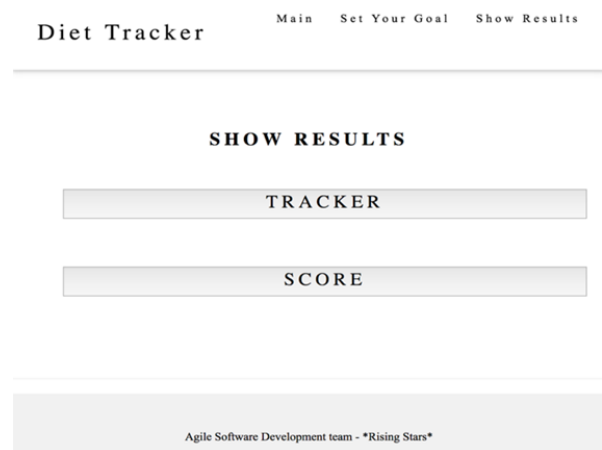 Diet Tracker
Main Set Your Goal Show Results
SHOW RESULTS
TRACKER
SCORE
Agile Software Development team - *Rising Stars*